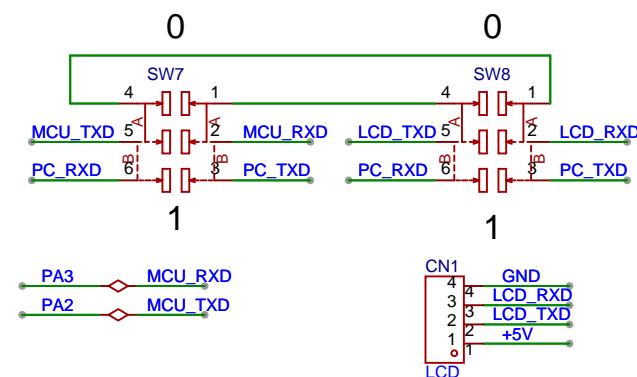 0 0
SW7 SW8
4 1 4 1
A A A A
MCU_TXD 5 2 MCU_RXD LCD_TXD 5 2 LCD_RXD
B B B B
PC_RXD 6 3 PC_TXD PC_RXD 6 3 PC_TXD
1 1
CN1
PA3 MCU_RXD 4 4 GND
PA2 MCU_TXD 3 3 LCD_RXD
2 2 LCD_TXD
1 1 +5V
LCD